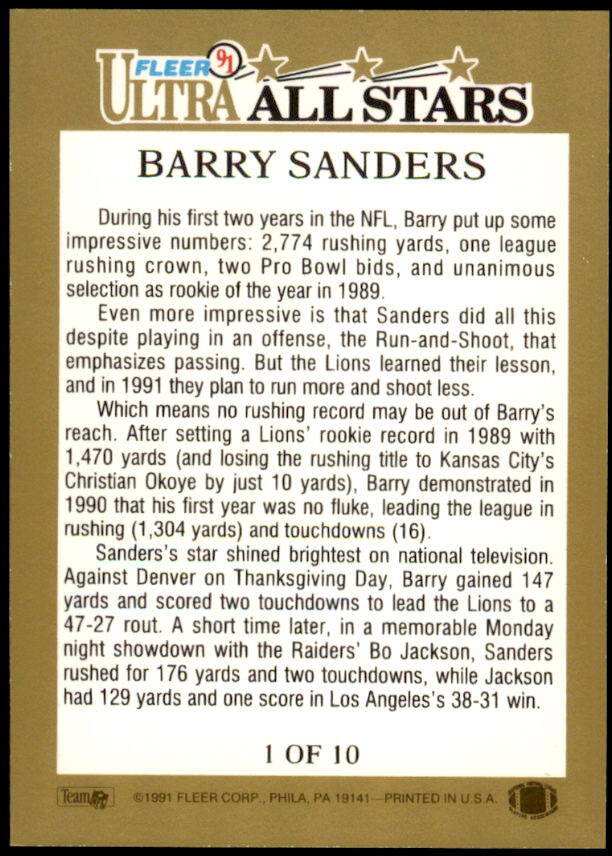 FLEER 91
ULTRA ALL STARS
BARRY SANDERS
During his first two years in the NFL, Barry put up some
impressive numbers: 2,774 rushing yards, one league
rushing crown, two Pro Bowl bids, and unanimous
selection as rookie of the year in 1989.
Even more impressive is that Sanders did all this
despite playing in an offense, the Run-and-Shoot, that
emphasizes passing. But the Lions learned their lesson,
and in 1991 they plan to run more and shoot less.
Which means no rushing record may be out of Barry's
reach. After setting a Lions' rookie record in 1989 with
1,470 yards (and losing the rushing title to Kansas City's
Christian Okoye by just 10 yards), Barry demonstrated in
1990 that his first year was no fluke, leading the league in
rushing (1,304 yards) and touchdowns (16).
Sanders's star shined brightest on national television.
Against Denver on Thanksgiving Day, Barry gained 147
yards and scored two touchdowns to lead the Lions to a
47-27 rout. A short time later, in a memorable Monday
night showdown with the Raiders' Bo Jackson, Sanders
rushed for 176 yards and two touchdowns, while Jackson
had 129 yards and one score in Los Angeles's 38-31 win.
1 OF 10
Team ©1991 FLEER CORP., PHILA, PA 19141—PRINTED IN U.S.A.